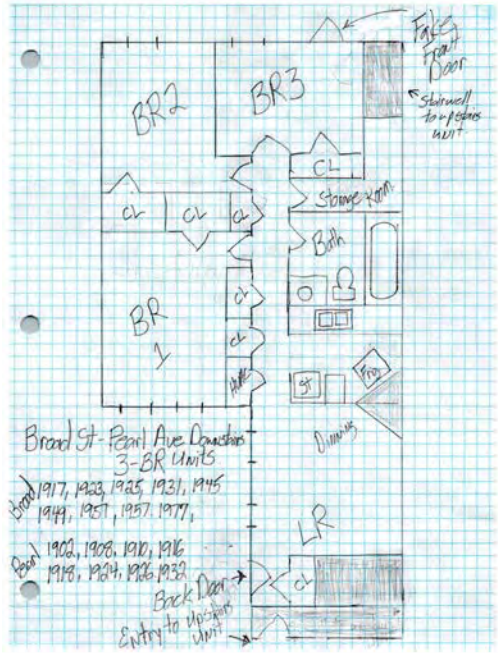 Fake
Front
Door
Stairwell
to upstairs
unit
BR2
BR3
CL
CL
CL
CL
Storage Room
Bath
BR
1
CL
CL
HVAC
St
Frig
Dinning
Broad St-Pearl Ave Downstairs
3-BR Units
Broad 1917, 1923, 1925, 1931, 1945
1949, 1951, 1957. 1977,
Pearl 1902, 1908, 1910, 1916
1918, 1924, 1926. 1932
LR
CL
Back Door
Entry to Upstairs
Unit